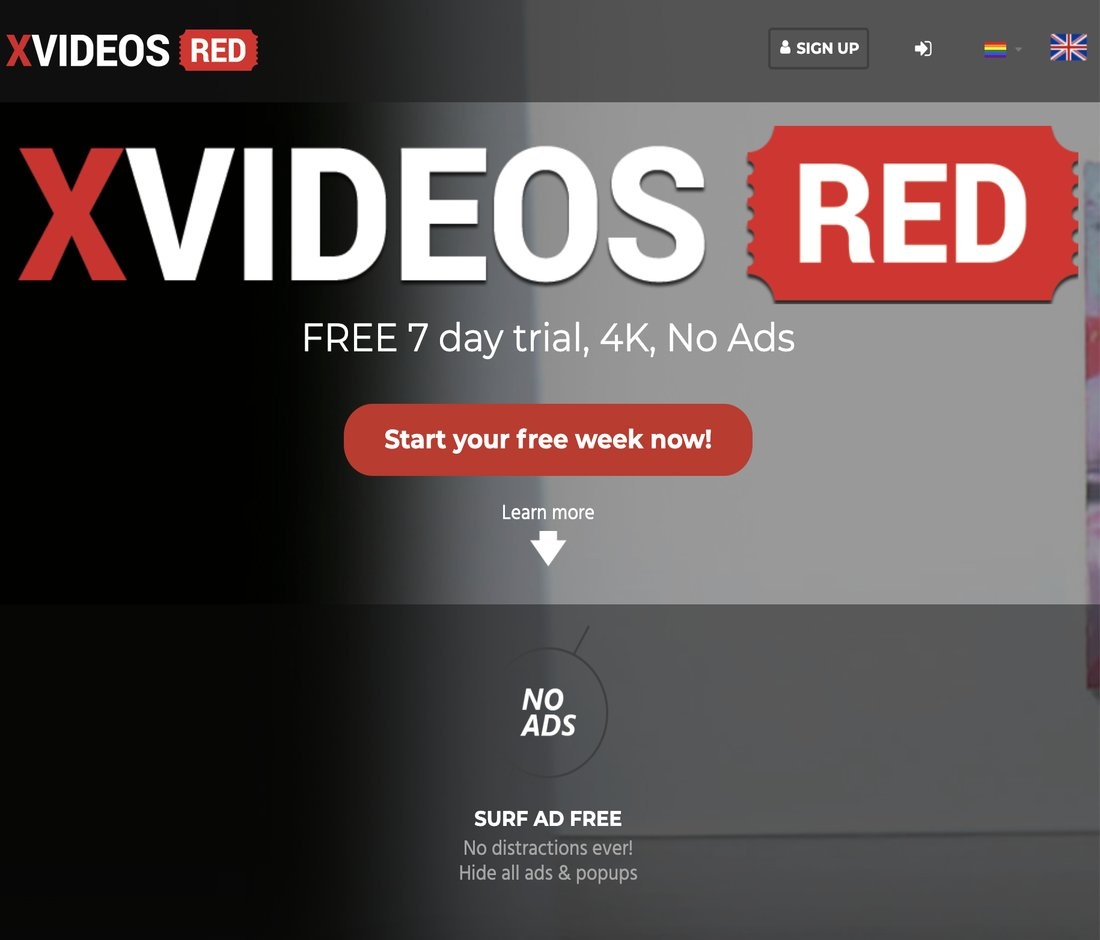 XVIDEOS RED
SIGN UP
XVIDEOS RED
FREE 7 day trial, 4K, No Ads
Start your free week now!
Learn more
NO
ADS
SURF AD FREE
No distractions ever!
Hide all ads & popups